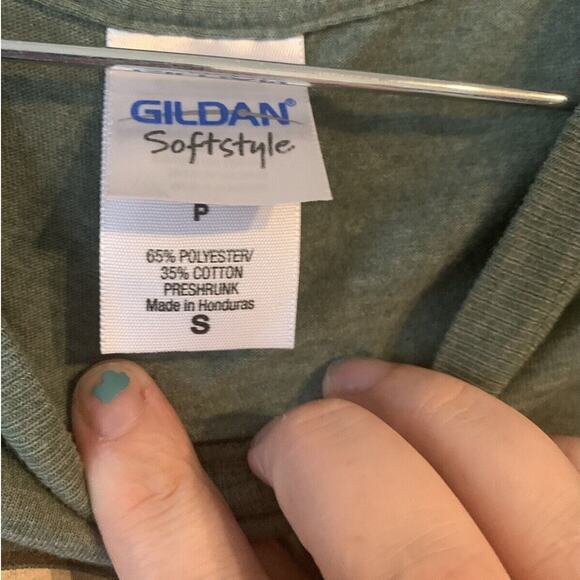 GILDAN®
Softstyle
P
65% POLYESTER/
35% COTTON
PRESHRUNK
Made in Honduras
S